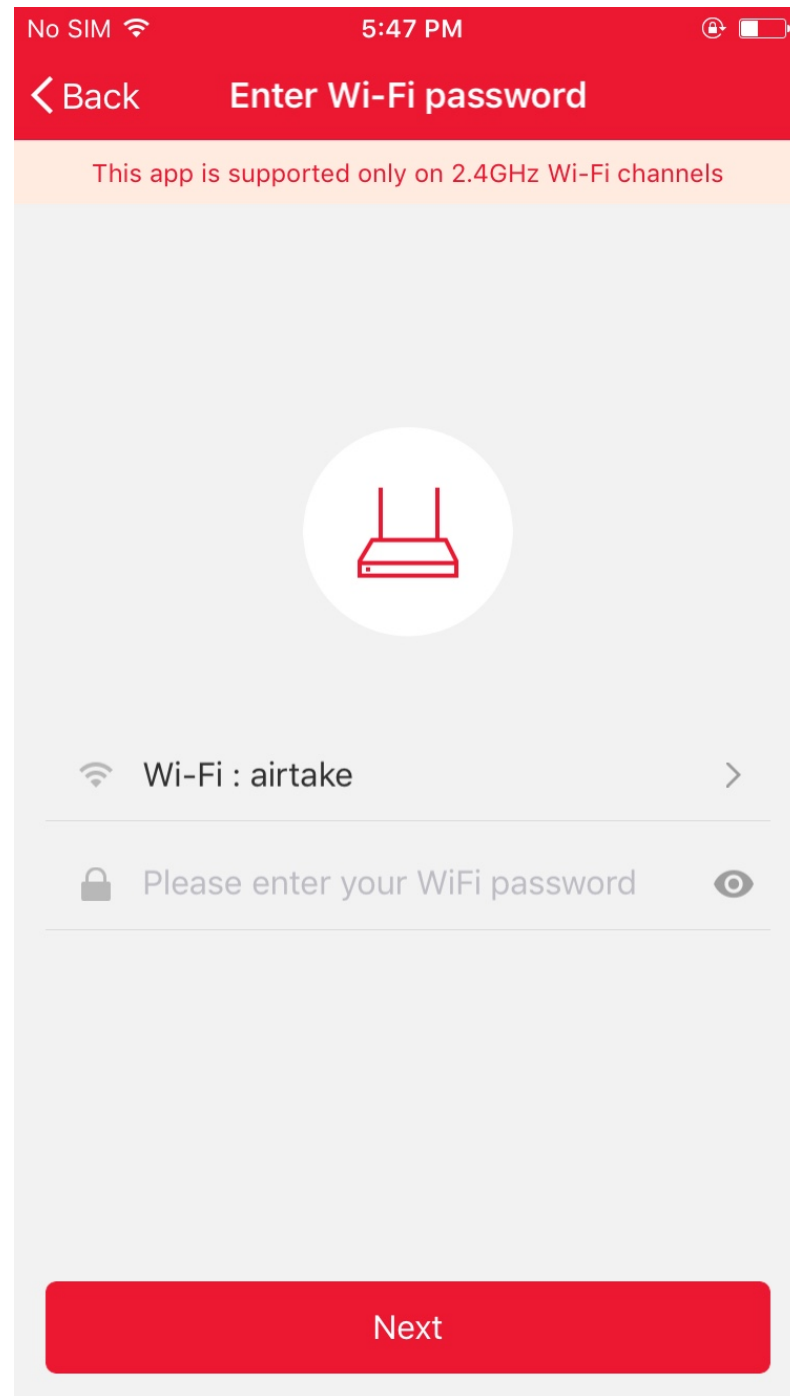 No SIM 5:47 PM
Back Enter Wi-Fi password
This app is supported only on 2.4GHz Wi-Fi channels
Wi-Fi : airtake
Please enter your WiFi password
Next